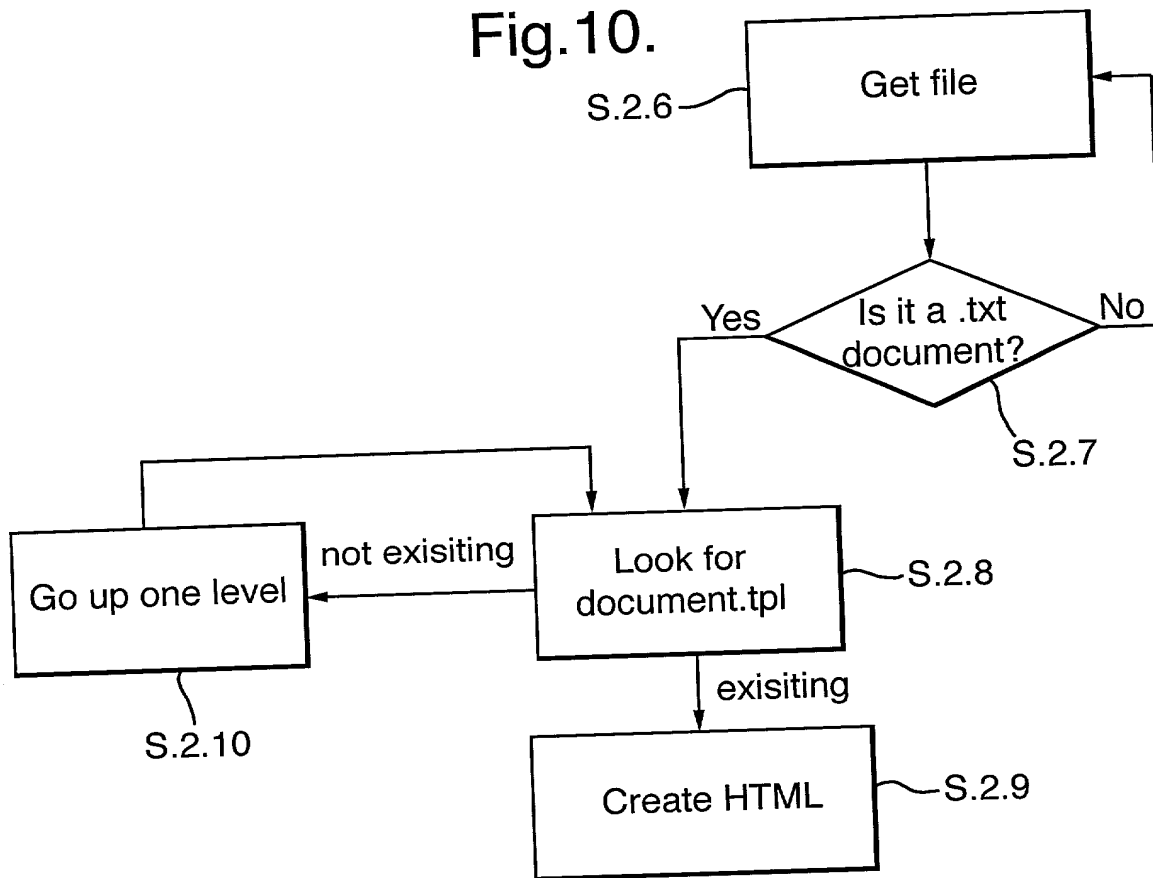 Fig.10.
Get file
S.2.6
Yes
Is it a .txt
document?
No
S.2.7
not exisiting
Go up one level
Look for
document.tpl
S.2.8
exisiting
S.2.10
Create HTML
S.2.9